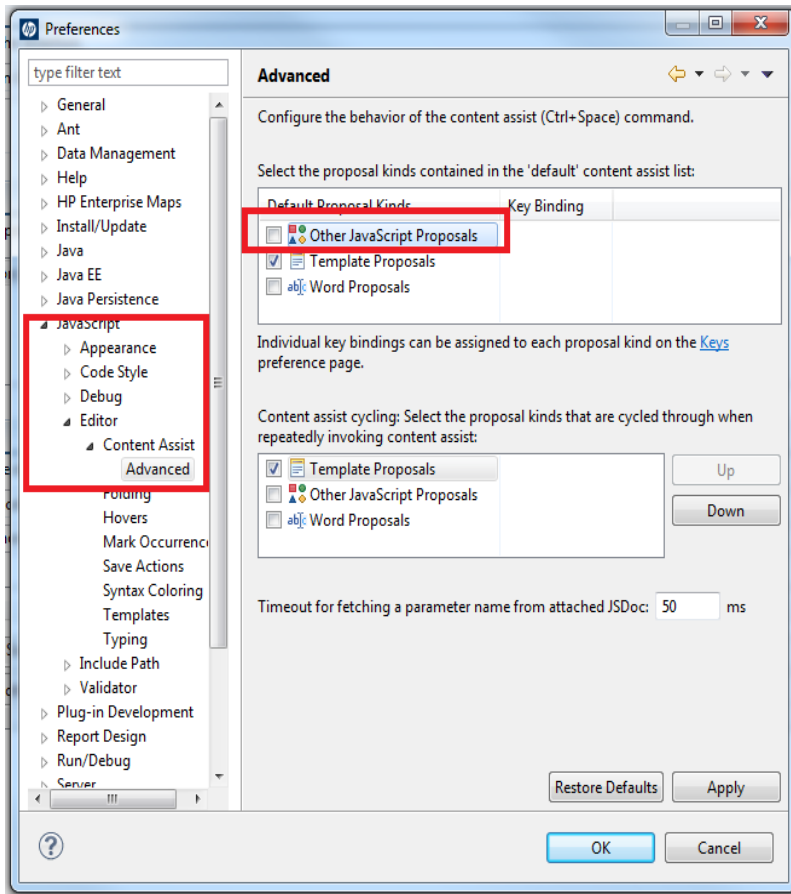 Preferences
type filter text
General
Ant
Data Management
Help
HP Enterprise Maps
Install/Update
Java
Java EE
Java Persistence
JavaScript
Appearance
Code Style
Debug
Editor
Content Assist
Advanced
Folding
Hovers
Mark Occurrenc
Save Actions
Syntax Coloring
Templates
Typing
Include Path
Validator
Plug-in Development
Report Design
Run/Debug
Server
Advanced
Configure the behavior of the content assist (Ctrl+Space) command.
Select the proposal kinds contained in the 'default' content assist list:
Default Proposal Kinds Key Binding
Other JavaScript Proposals
Template Proposals
Word Proposals
Individual key bindings can be assigned to each proposal kind on the Keys
preference page.
Content assist cycling: Select the proposal kinds that are cycled through when
repeatedly invoking content assist:
Template Proposals
Other JavaScript Proposals
Word Proposals
Up
Down
Timeout for fetching a parameter name from attached JSDoc: 50 ms
Restore Defaults Apply
OK Cancel